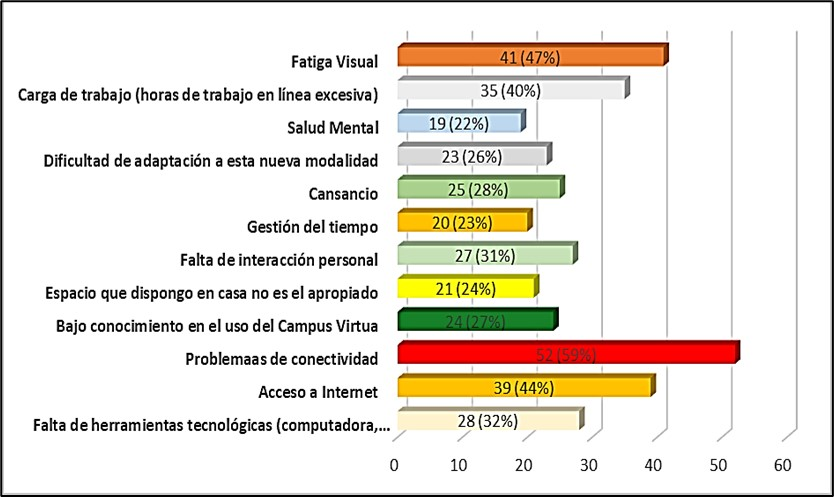 Fatiga Visual 41 (47%)
Carga de trabajo (horas de trabajo en línea excesiva) 35 (40%)
Salud Mental 19 (22%)
Dificultad de adaptación a esta nueva modalidad 23 (26%)
Cansancio 25 (28%)
Gestión del tiempo 20 (23%)
Falta de interacción personal 27 (31%)
Espacio que dispongo en casa no es el apropiado 21 (24%)
Bajo conocimiento en el uso del Campus Virtua 24 (27%)
Problemaas de conectividad 52 (59%)
Acceso a Internet 39 (44%)
Falta de herramientas tecnológicas (computadora,... 28 (32%)
0 10 20 30 40 50 60